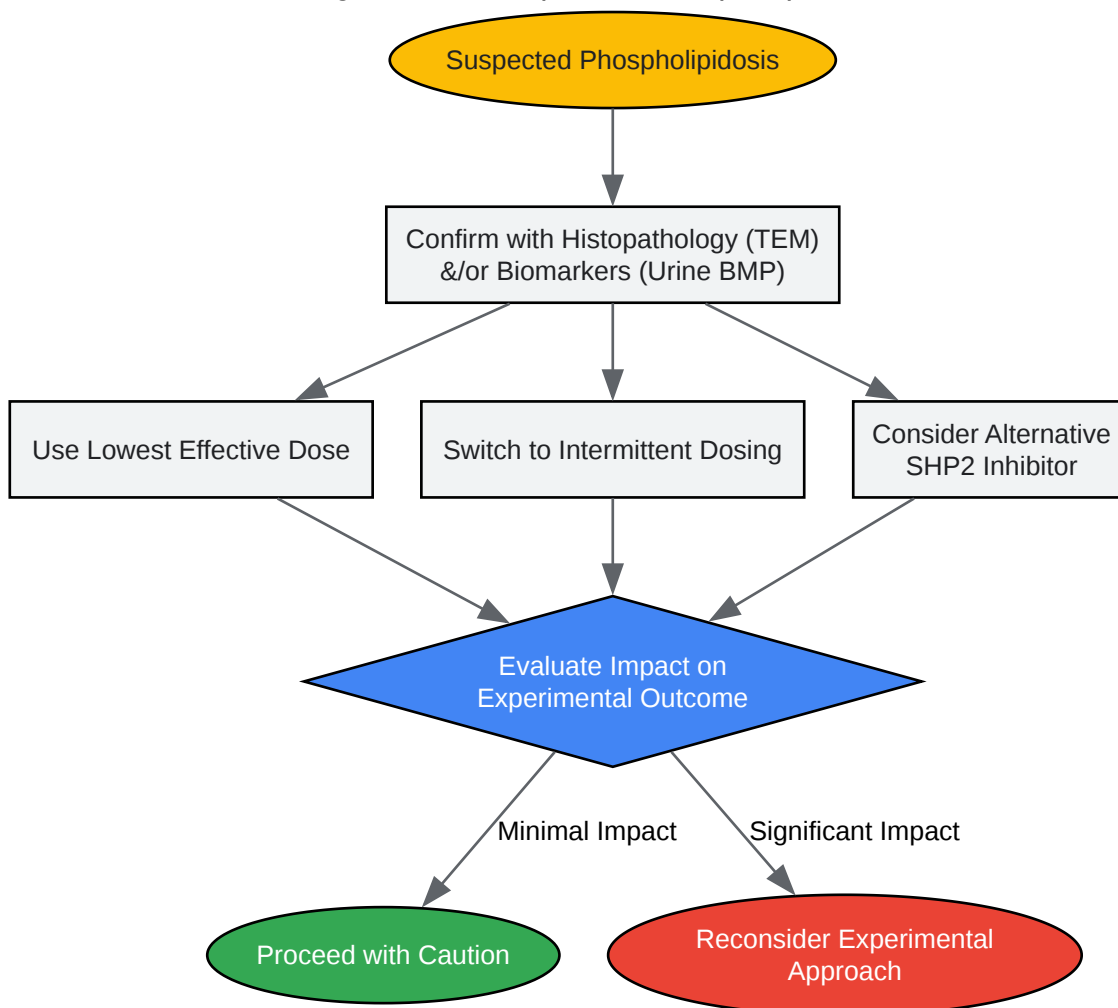 Suspected Phospholipidosis
Confirm with Histopathology (TEM)
&/or Biomarkers (Urine BMP)
Use Lowest Effective Dose
Switch to Intermittent Dosing
Consider Alternative
SHP2 Inhibitor
Evaluate Impact on
Experimental Outcome
Minimal Impact
Significant Impact
Proceed with Caution
Reconsider Experimental
Approach